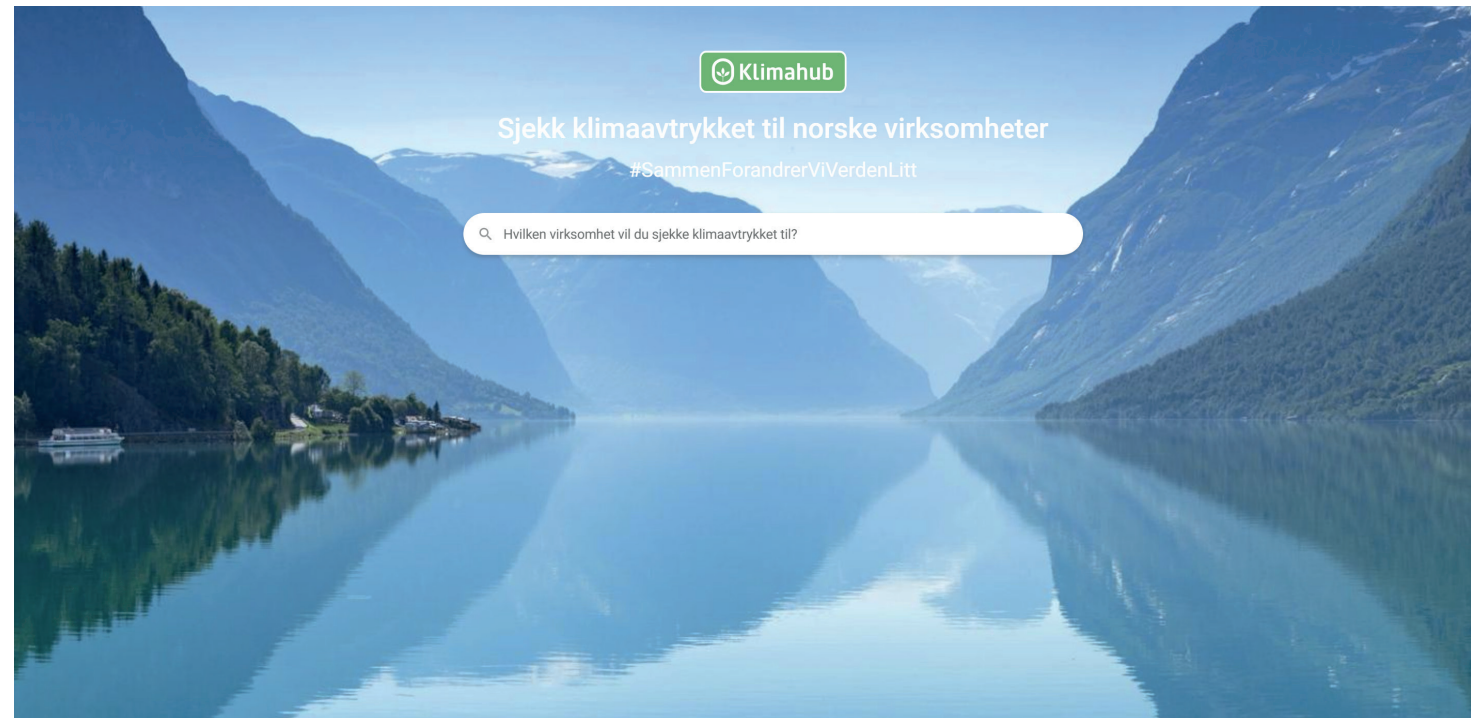 Klimahub
Sjekk klimaavtrykket til norske virksomheter
#SammenForandrerViVerdenLitt
Hvilken virksomhet vil du sjekke klimaavtrykket til?